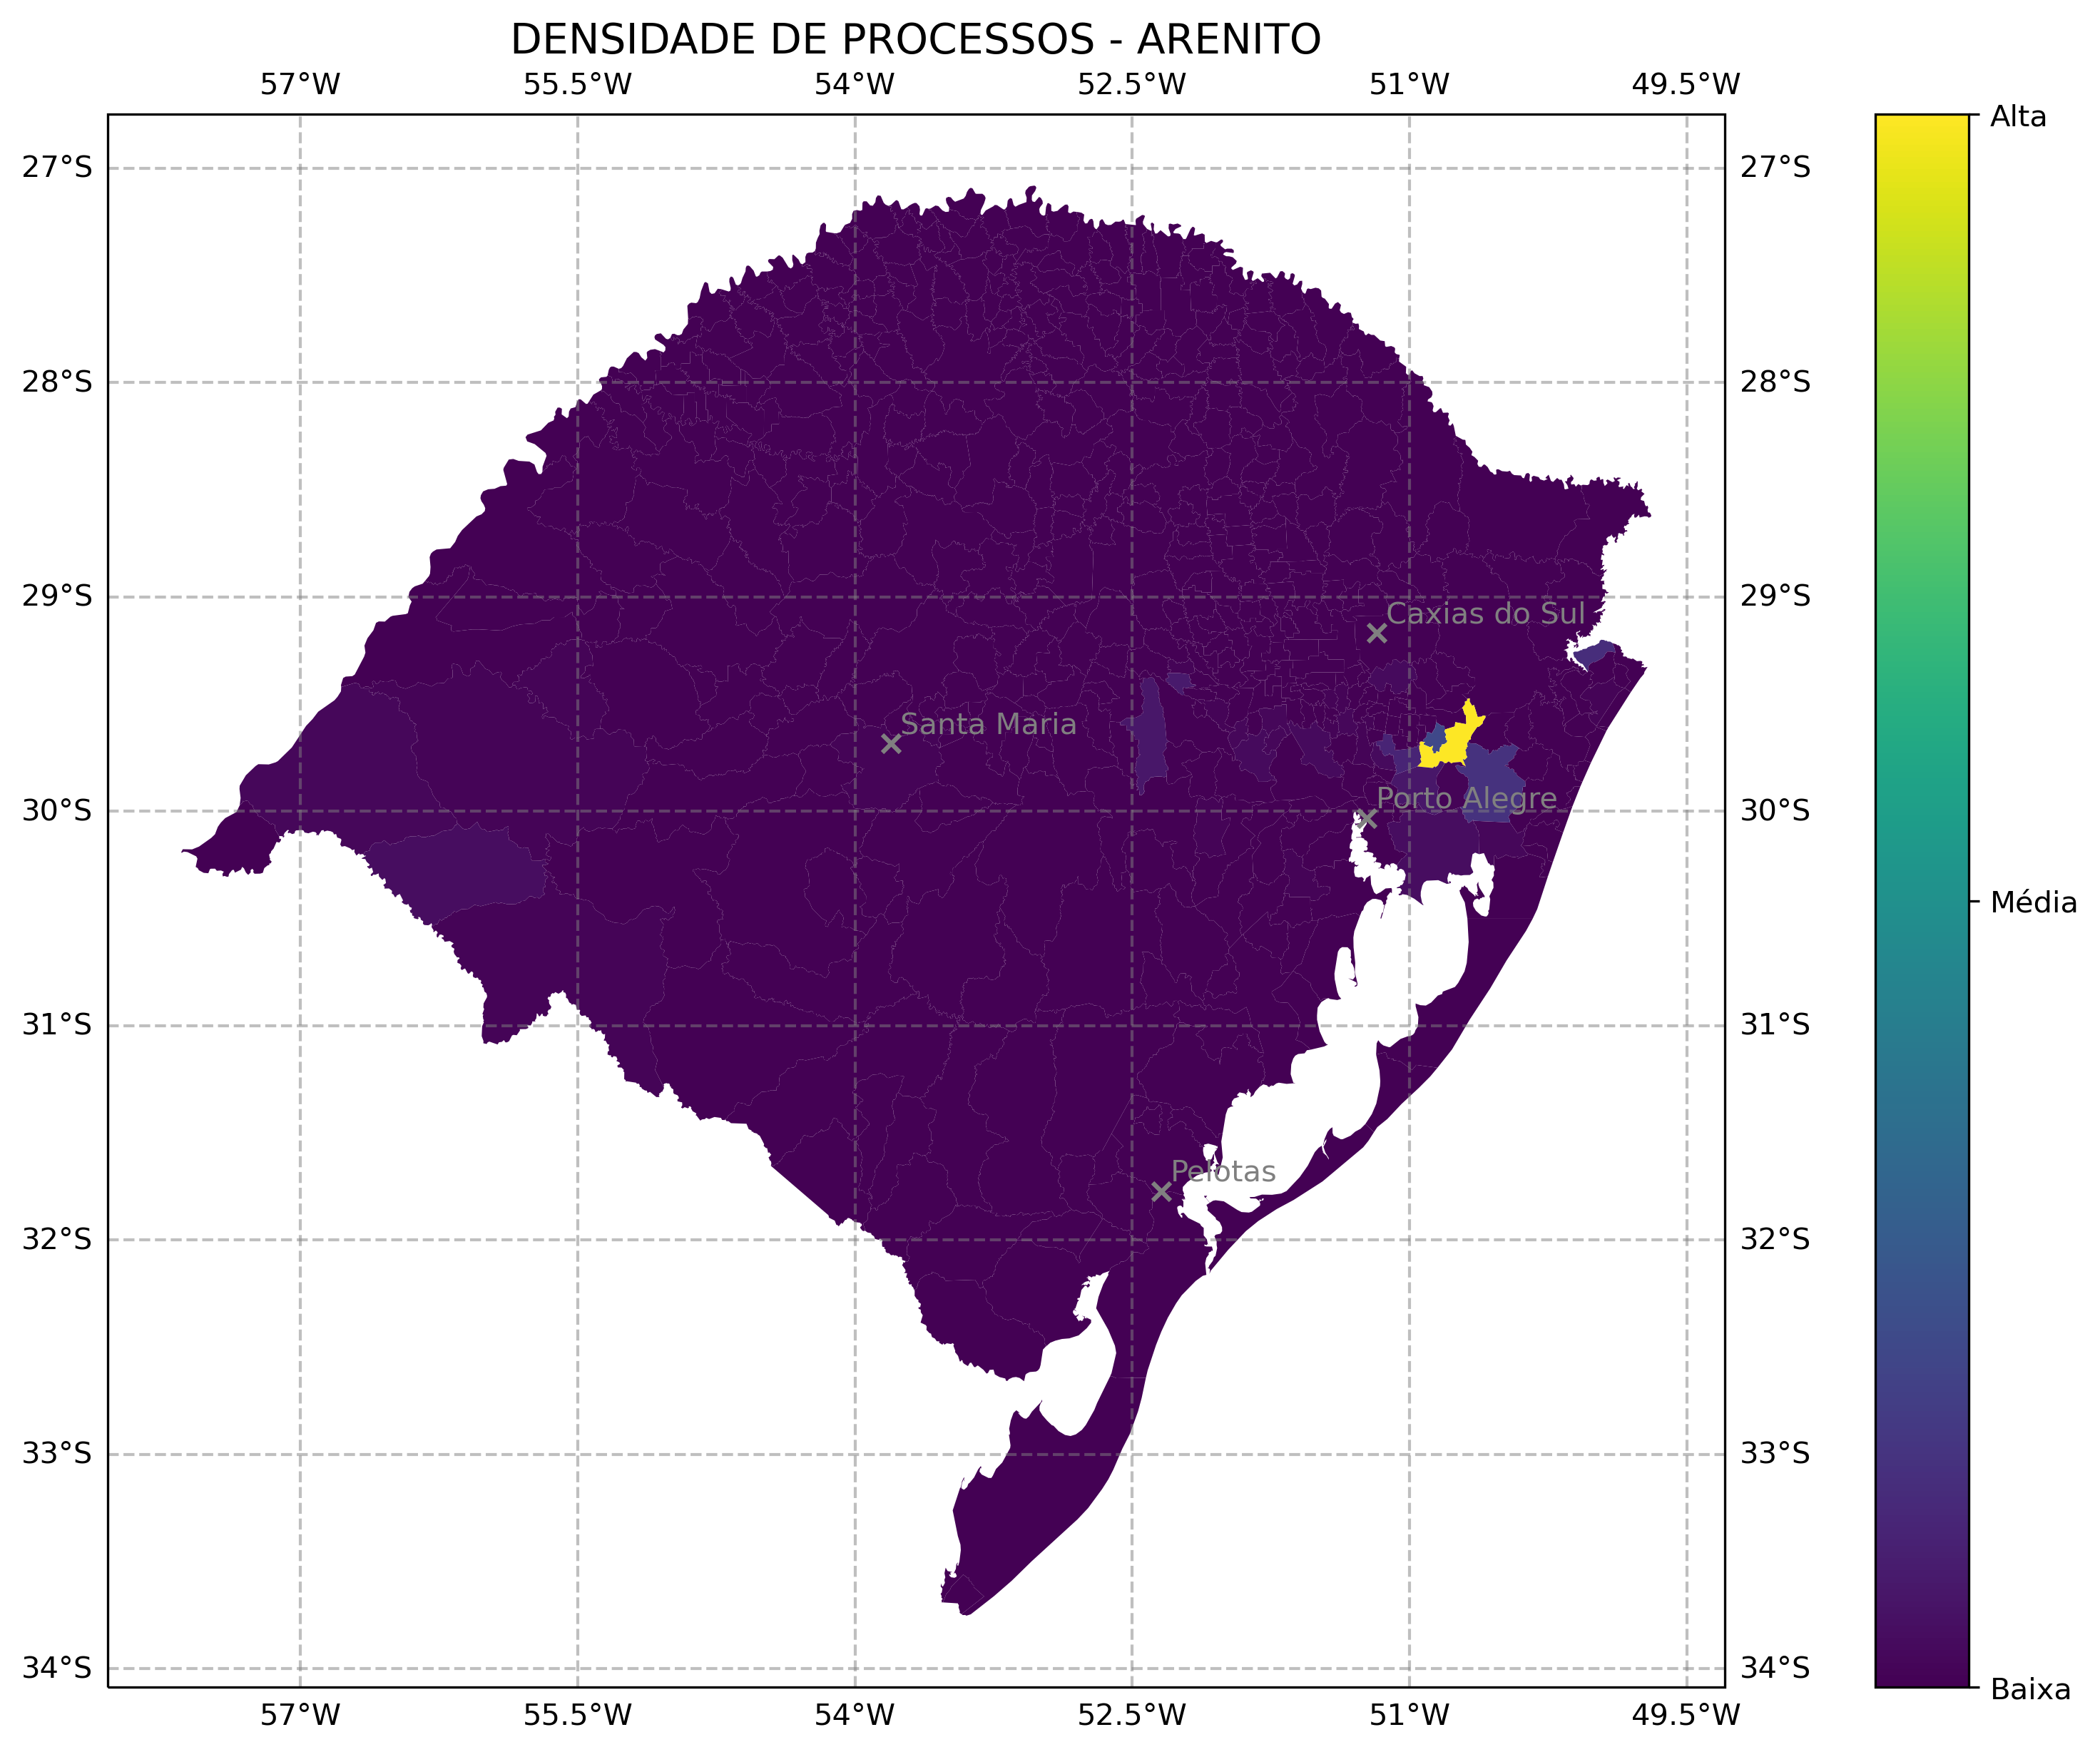 DENSIDADE DE PROCESSOS - ARENITO
57°W 55.5°W 54°W 52.5°W 51°W 49.5°W
Alta
27°S 27°S
28°S 28°S
29°S 29°S
Caxias do Sul
Santa Maria
Porto Alegre
30°S 30°S
Média
31°S 31°S
Pelotas
32°S 32°S
33°S 33°S
34°S 34°S
Baixa
57°W 55.5°W 54°W 52.5°W 51°W 49.5°W